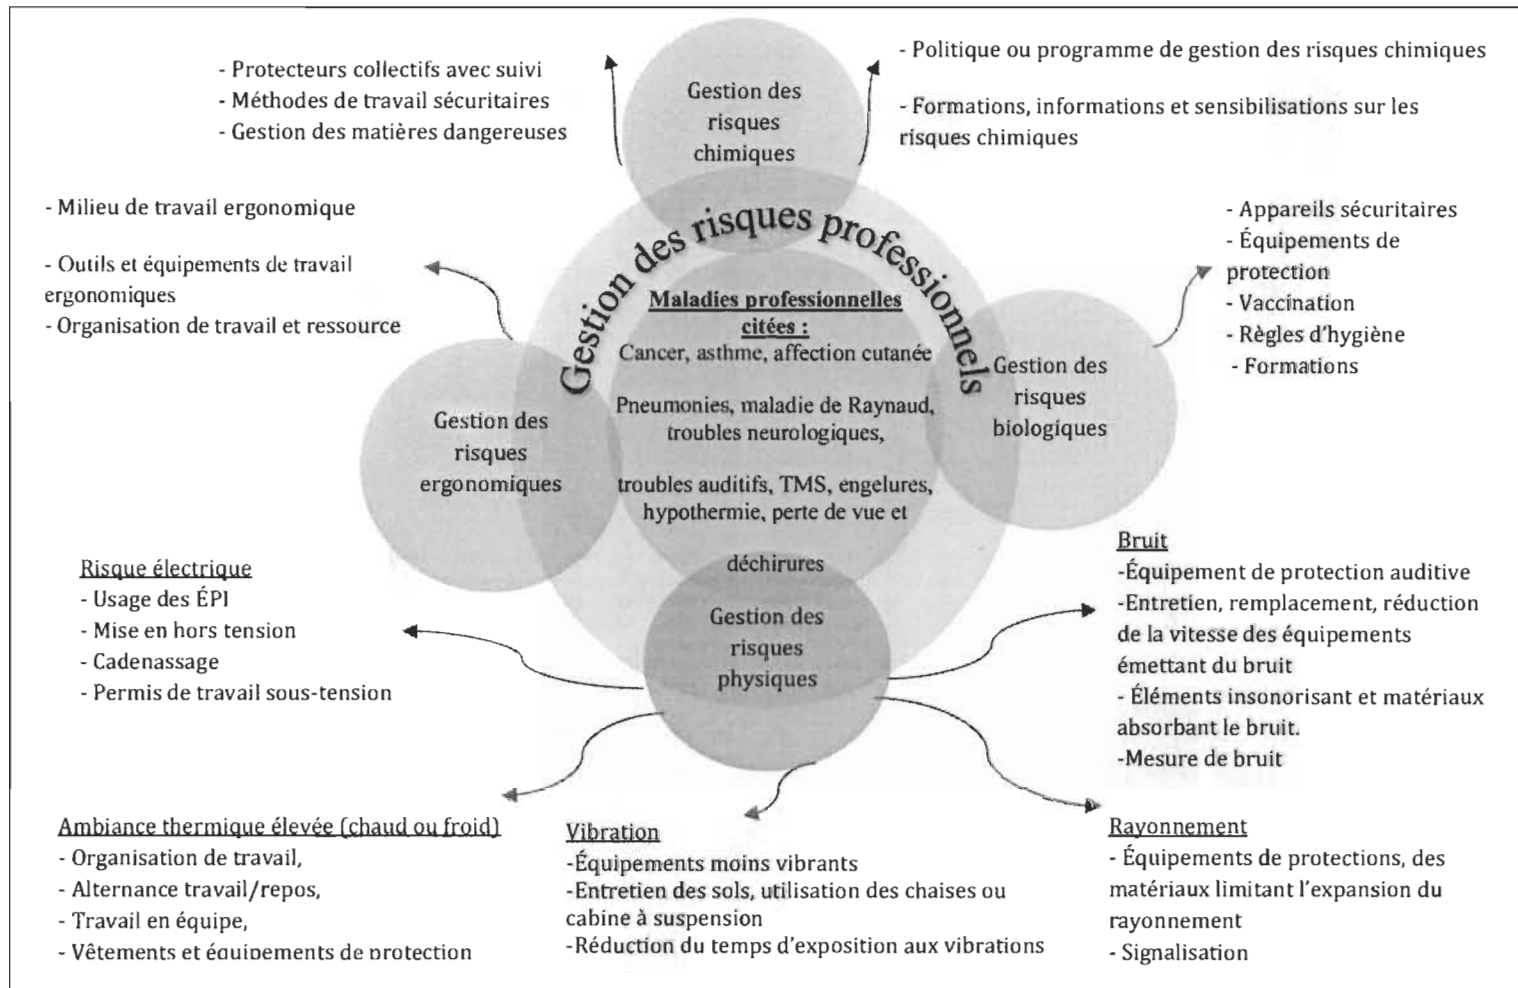 - Protecteurs collectifs avec suivi
- Méthodes de travail sécuritaires
- Gestion des matières dangereuses
Gestion des
risques
chimiques
- Politique ou programme de gestion des risques chimiques
- Formations, informations et sensibilisations sur les
risques chimiques
- Milieu de travail ergonomique
- Outils et équipements de travail
ergonomiques
- Organisation de travail et ressource
Gestion des risques professionnels
- Appareils sécuritaires
- Équipements de
protection
- Vaccination
- Règles d'hygiène
- Formations
Maladies professionnelles
citées :
Cancer, asthme, affection cutanée
Pneumonies, maladie de Raynaud,
troubles neurologiques,
troubles auditifs, TMS, engelures,
hypothermie, perte de vue et
déchirures
Gestion des
risques
ergonomiques
Gestion des
risques
biologiques
Gestion des
risques
physiques
Risque électrique
- Usage des ÉPI
- Mise en hors tension
- Cadenassage
- Permis de travail sous-tension
Bruit
-Équipement de protection auditive
-Entretien, remplacement, réduction
de la vitesse des équipements
émettant du bruit
- Éléments insonorisant et matériaux
absorbant le bruit.
-Mesure de bruit
Ambiance thermique élevée (chaud ou froid)
- Organisation de travail,
- Alternance travail/repos,
- Travail en équipe,
- Vêtements et équipements de protection
Vibration
-Équipements moins vibrants
-Entretien des sols, utilisation des chaises ou
cabine à suspension
-Réduction du temps d'exposition aux vibrations
Rayonnement
- Équipements de protections, des
matériaux limitant l'expansion du
rayonnement
- Signalisation